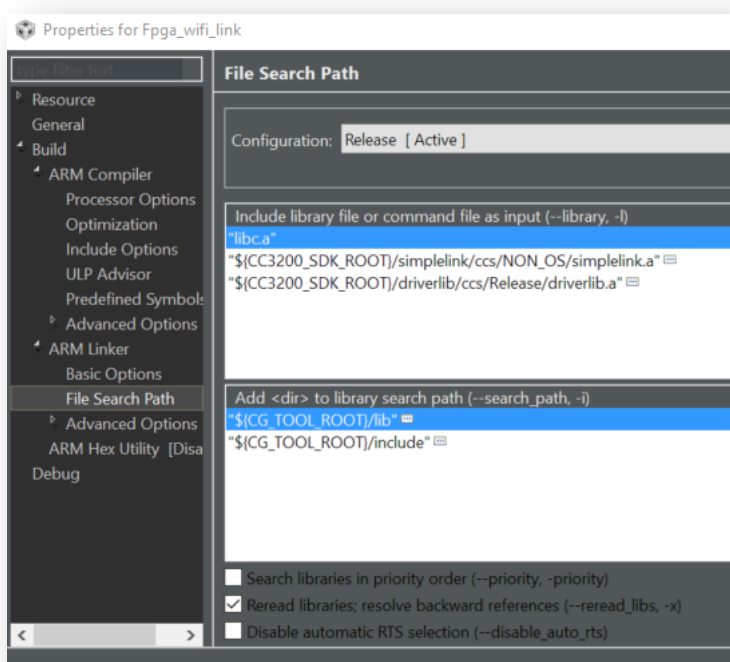 Properties for Fpga_wifi_link
type filter text
Resource
General
Build
ARM Compiler
Processor Options
Optimization
Include Options
ULP Advisor
Predefined Symbols
Advanced Options
ARM Linker
Basic Options
File Search Path
Advanced Options
ARM Hex Utility [Disa
Debug
File Search Path
Configuration: Release [ Active ]
Include library file or command file as input (--library, -l)
"libc.a"
"${CC3200_SDK_ROOT}/simplelink/ccs/NON_OS/simplelink.a"
"${CC3200_SDK_ROOT}/driverlib/ccs/Release/driverlib.a"
Add <dir> to library search path (--search_path, -i)
"${CG_TOOL_ROOT}/lib"
"${CG_TOOL_ROOT}/include"
Search libraries in priority order (--priority, -priority)
Reread libraries; resolve backward references (--reread_libs, -x)
Disable automatic RTS selection (--disable_auto_rts)